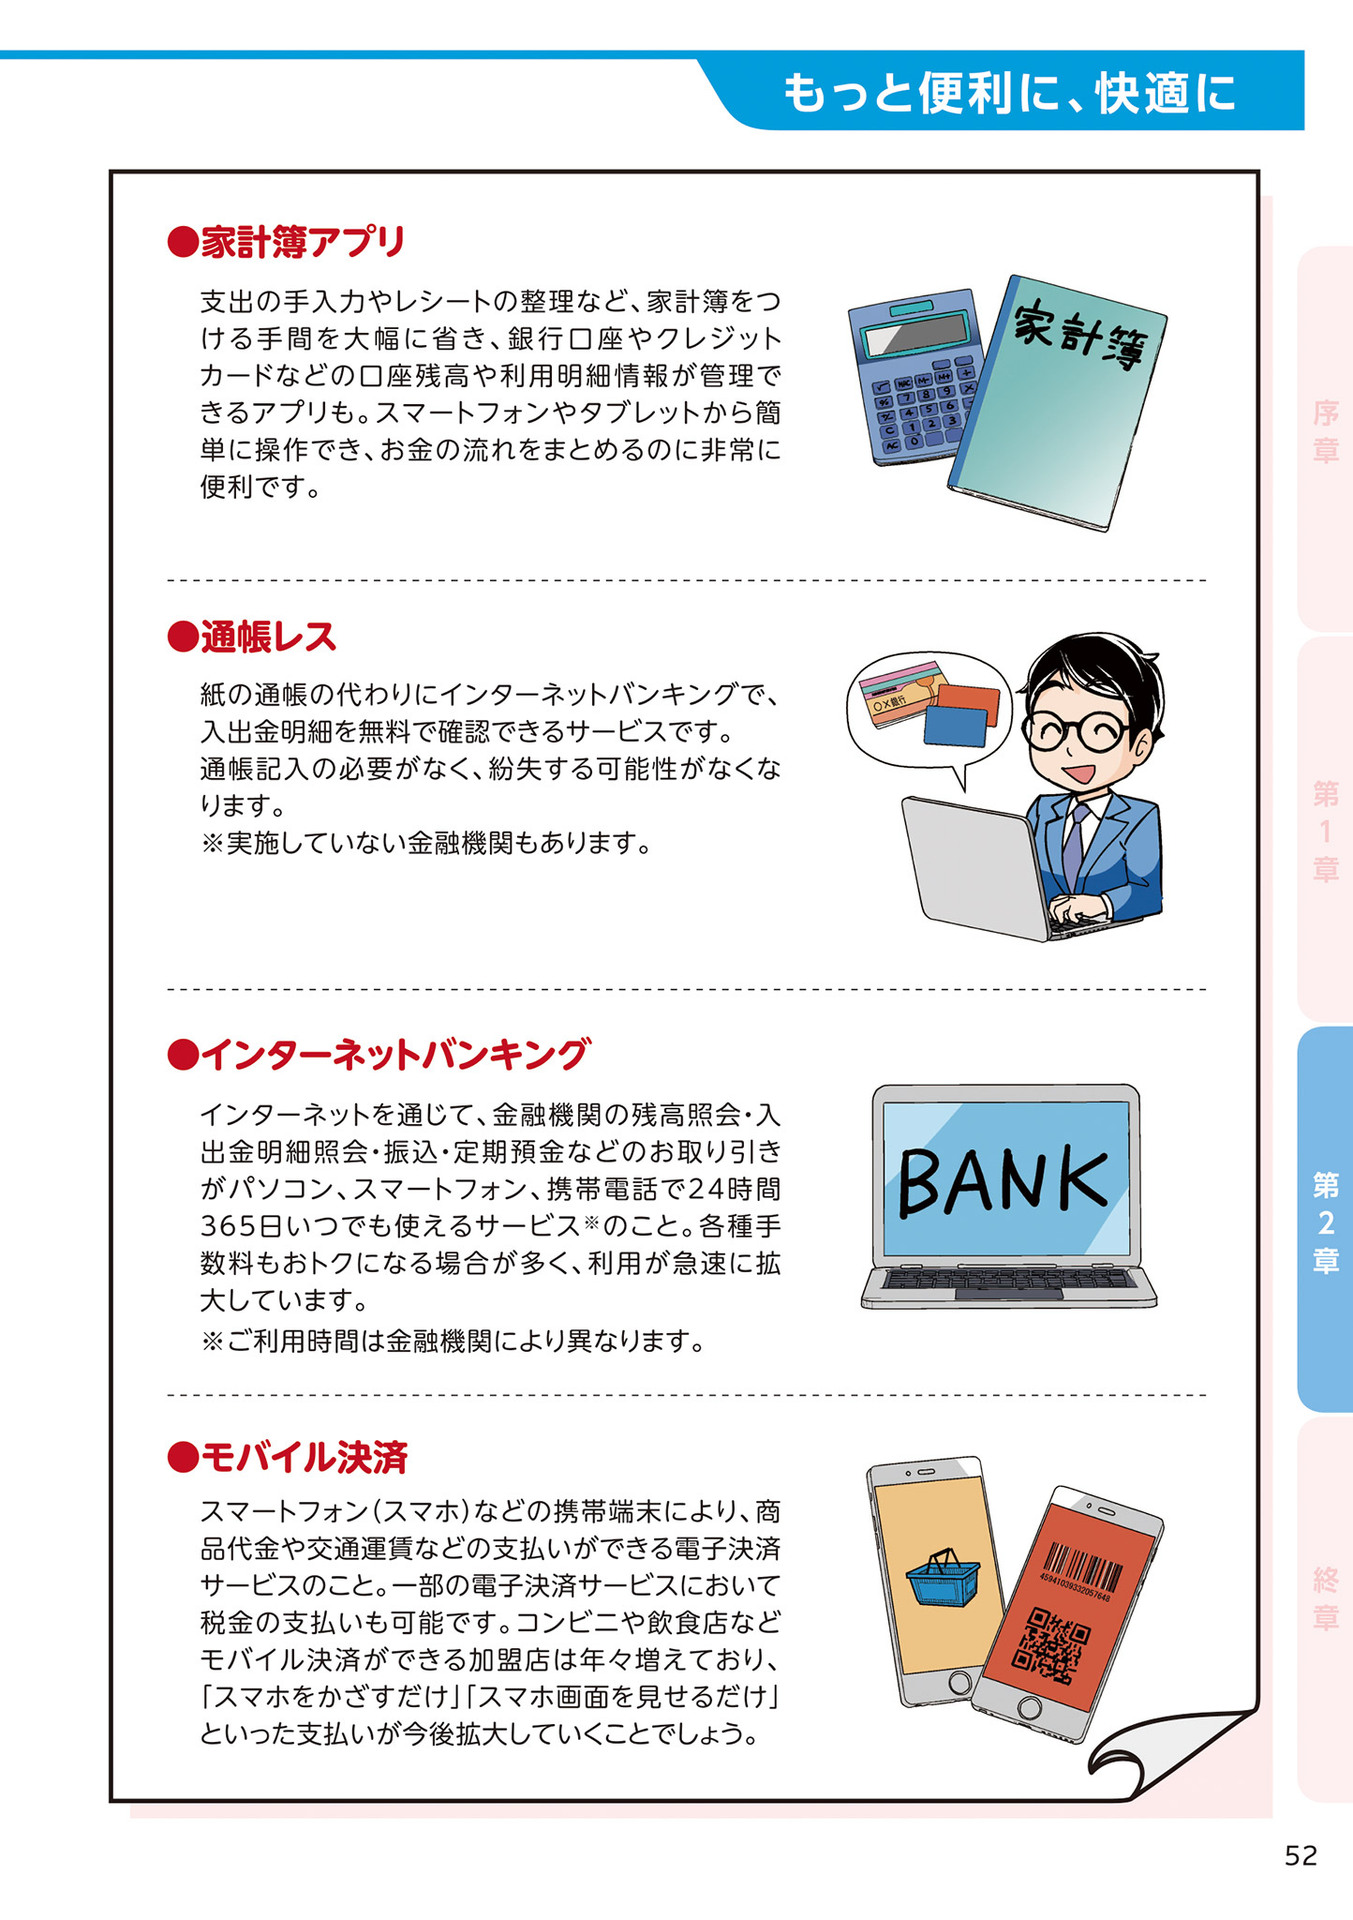 もっと便利に、快適に
●家計簿アプリ
支出の手入力やレシートの整理など、家計簿をつ
ける手間を大幅に省き、銀行口座やクレジット
カードなどの口座残高や利用明細情報が管理で
きるアプリも。スマートフォンやタブレットから簡
単に操作でき、お金の流れをまとめるのに非常に
便利です。
家計簿
√ MRC M- M+ ÷
% 7 8 9 ×
4 5 6 -
C 1 2 3
AC 0
●通帳レス
紙の通帳の代わりにインターネットバンキングで、
入出金明細を無料で確認できるサービスです。
通帳記入の必要がなく、紛失する可能性がなくな
ります。
※実施していない金融機関もあります。
○×銀行
●インターネットバンキング
インターネットを通じて、金融機関の残高照会・入
出金明細照会・振込・定期預金などのお取り引き
がパソコン、スマートフォン、携帯電話で24時間
365日いつでも使えるサービス※のこと。各種手
数料もおトクになる場合が多く、利用が急速に拡
大しています。
※ご利用時間は金融機関により異なります。
BANK
●モバイル決済
スマートフォン（スマホ）などの携帯端末により、商
品代金や交通運賃などの支払いができる電子決済
サービスのこと。一部の電子決済サービスにおいて
税金の支払いも可能です。コンビニや飲食店など
モバイル決済ができる加盟店は年々増えており、
「スマホをかざすだけ」「スマホ画面を見せるだけ」
といった支払いが今後拡大していくことでしょう。
45941039332057648
序章
第1章
第2章
終章
52